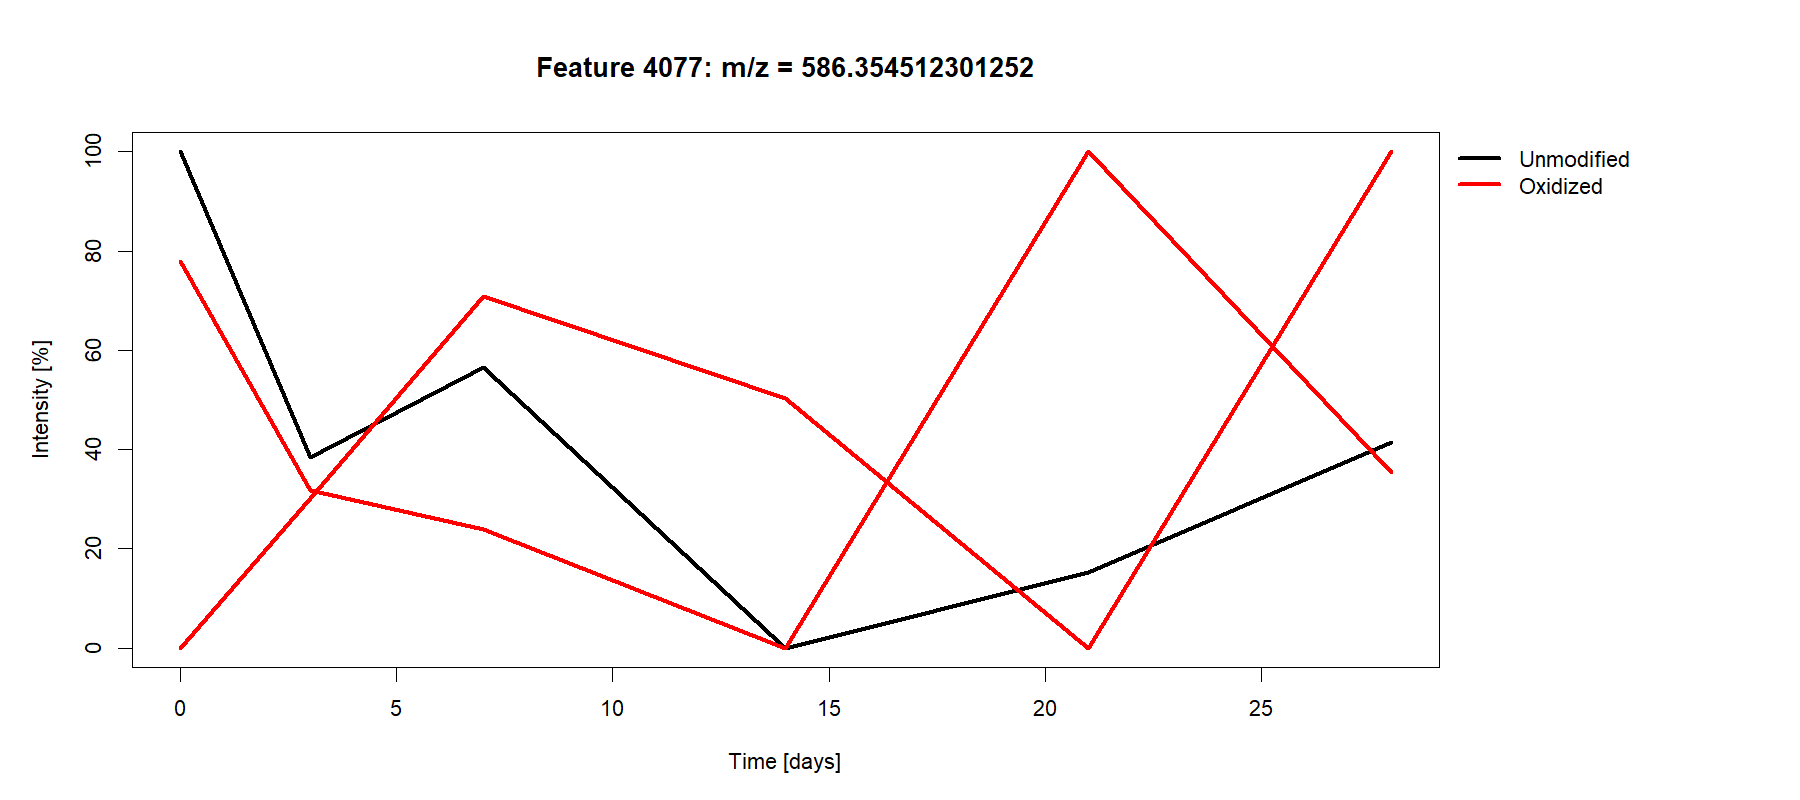 Feature 4077: m/z = 586.354512301252
Unmodified
Oxidized
Intensity [%]
100
80
60
40
20
0
0 5 10 15 20 25
Time [days]